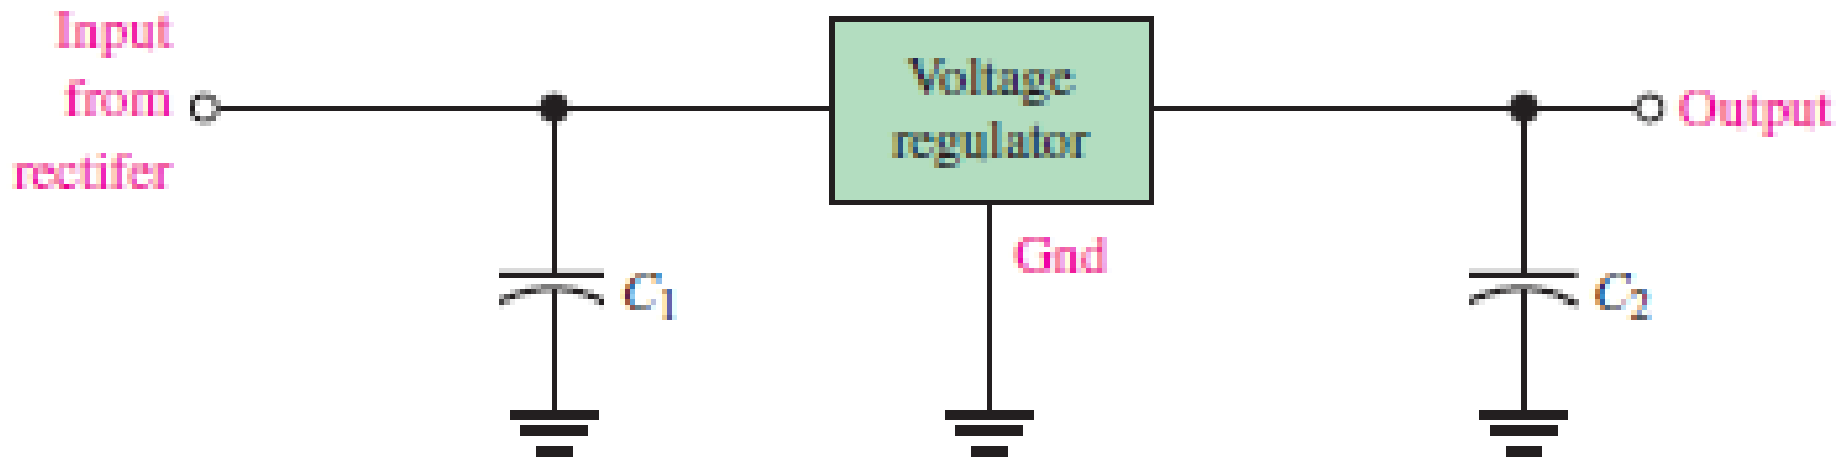 Input
from
rectifer
Voltage
regulator
Output
Gnd
C₁
C₂